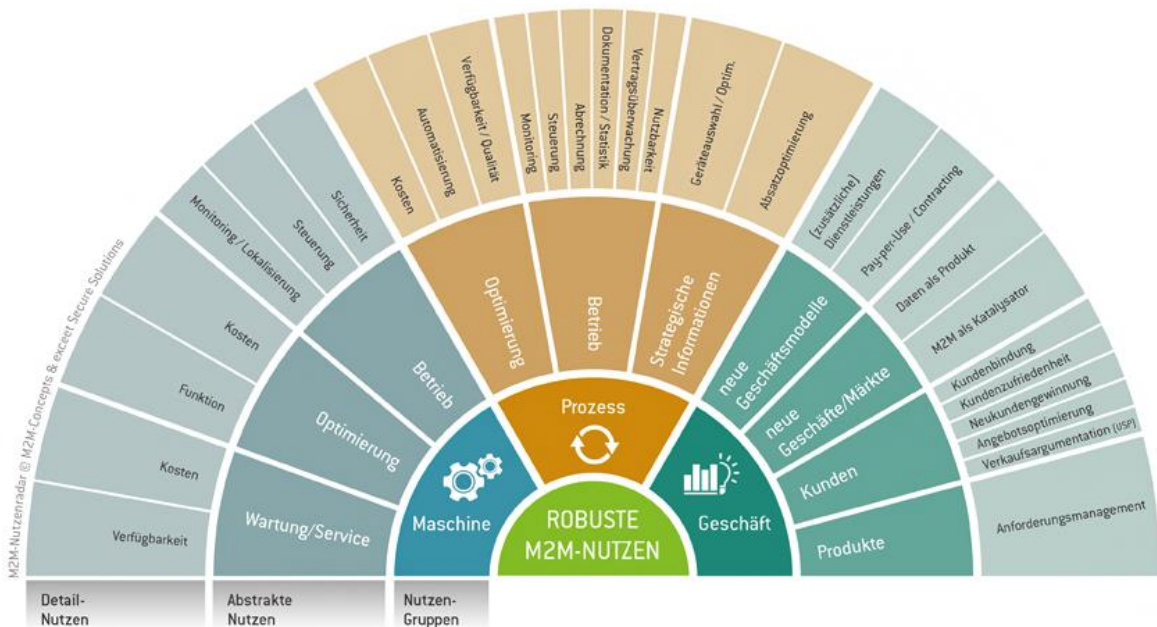 Verfügbarkeit
Kosten
Funktion
Kosten
Monitoring / Lokalisierung
Steuerung
Sicherheit
Kosten
Automatisierung
Verfügbarkeit / Qualität
Monitoring
Steuerung
Abrechnung
Dokumentation / Statistik
Vertragsüberwachung
Nutzbarkeit
Geräteauswahl / Optim.
Absatzoptimierung
(zusätzliche)
Dienstleistungen
Pay-per-Use / Contracting
Daten als Produkt
M2M als Katalysator
Kundenbindung
Kundenzufriedenheit
Neukundengewinnung
Angebotsoptimierung
Verkaufsargumentation (USP)
Anforderungsmanagement
Wartung/Service
Optimierung
Betrieb
Optimierung
Betrieb
Strategische
Informationen
neue
Geschäftsmodelle
neue
Geschäfte/Märkte
Kunden
Produkte
Maschine
Prozess
Geschäft
ROBUSTE
M2M-NUTZEN
M2M-Nutzenradar © M2M-Concepts & exceet Secure Solutions
Detail-
Nutzen
Abstrakte
Nutzen
Nutzen-
Gruppen